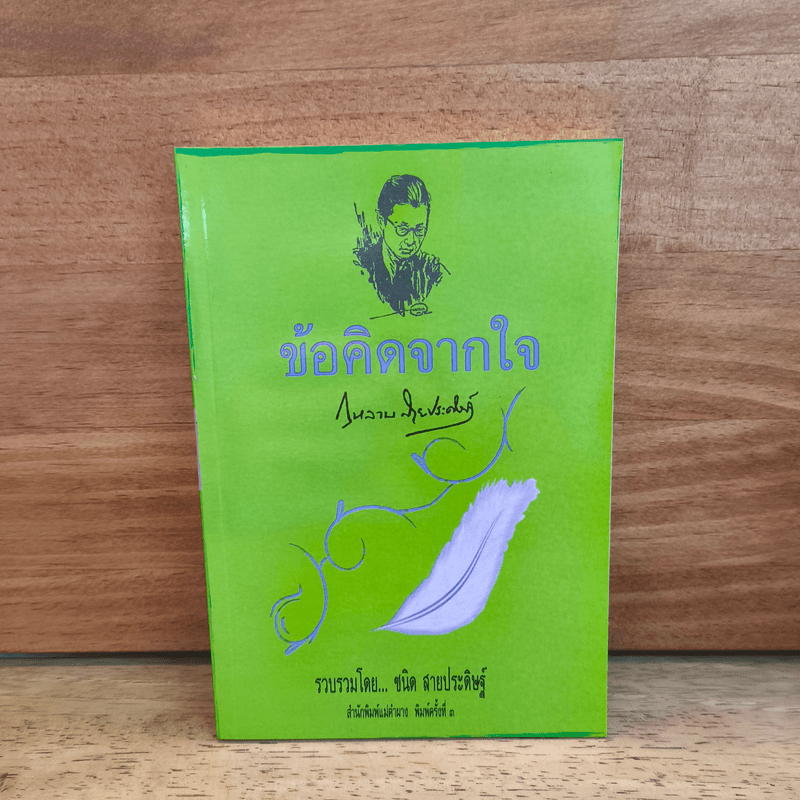 ข้อคิดจากใจ
กุหลาบ สายประดิษฐ์
รวบรวมโดย... ชนิด สายประดิษฐ์
สำนักพิมพ์แม่คำผาง พิมพ์ครั้งที่ ๓